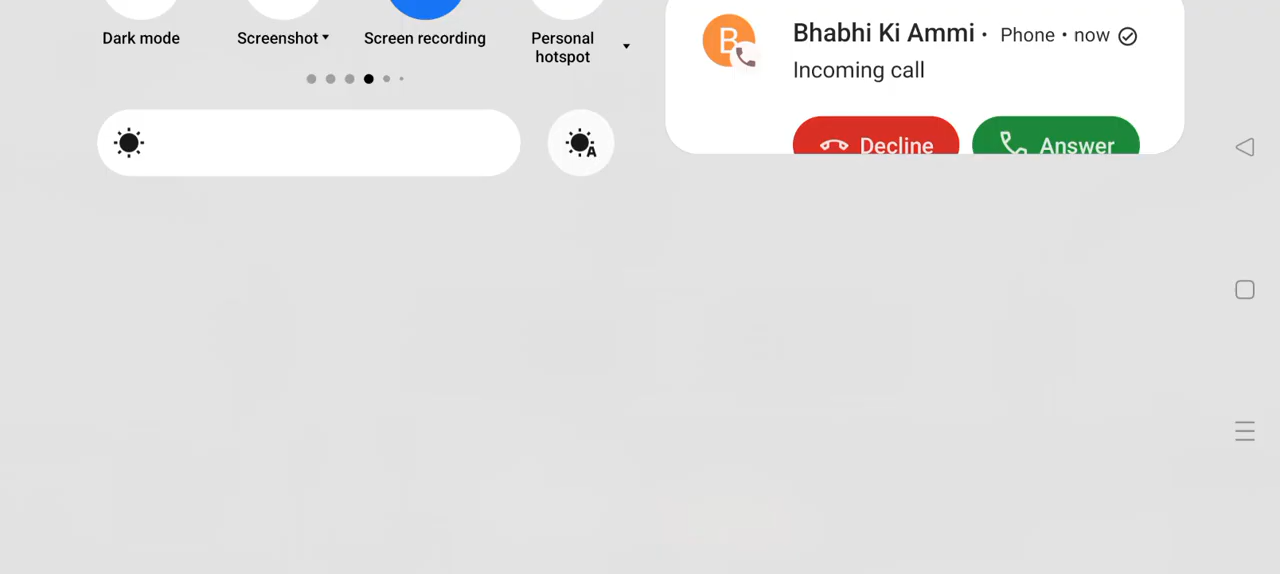 Dark mode
Screenshot
Screen recording
Personal
hotspot
A
B
Bhabhi Ki Ammi • Phone • now
Incoming call
Decline
Answer